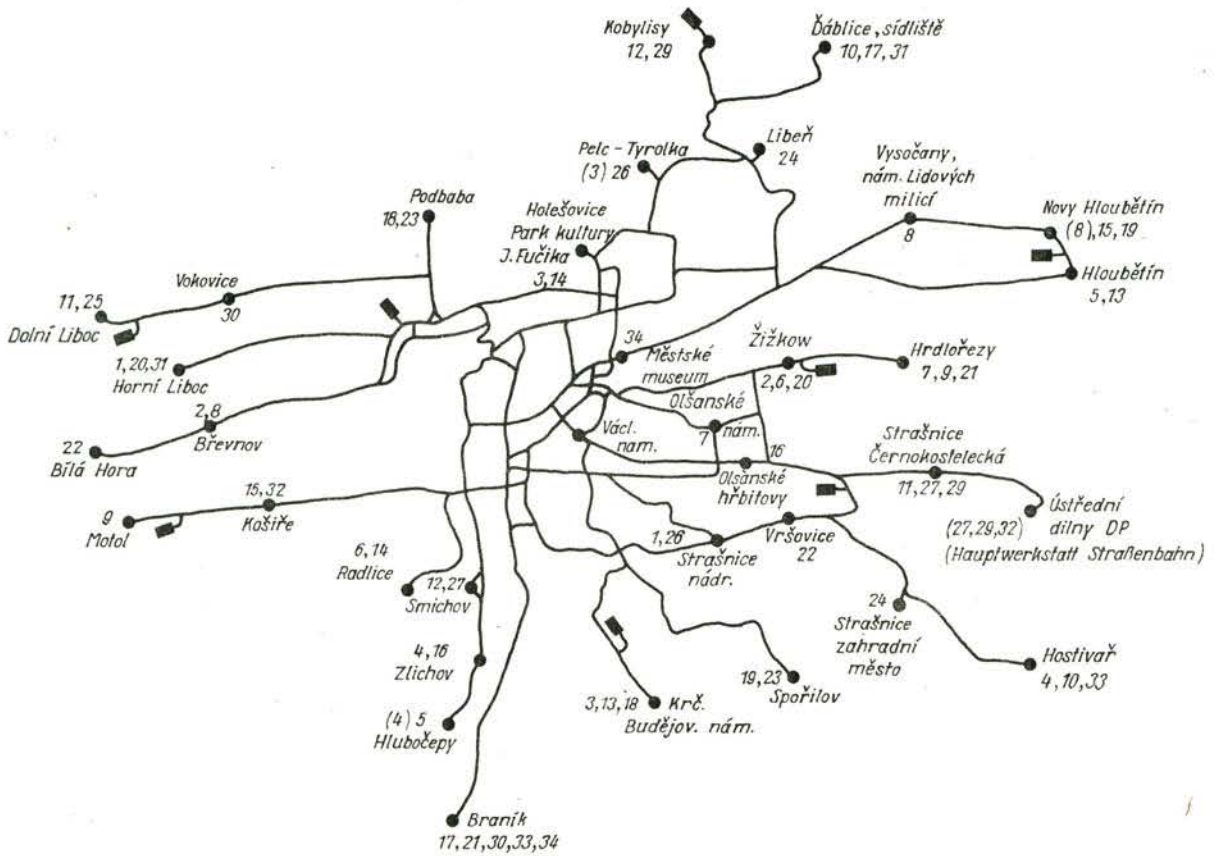 Kobylisy
12, 29
Ďáblice, sídliště
10, 17, 31
Libeň
24
Pelc - Tyrolka
(3) 26
Vysočany,
nám. Lidových
milicí
8
Podbaba
18, 23
Holešovice
Park kultury
J. Fučika
3, 14
Novy Hloubětín
(8), 15, 19
Hloubětín
5, 13
Vokovice
30
11, 25
Dolní Liboc
1, 20, 31
Horní Liboc
34
Městské
museum
Žižkow
2, 6, 20
Hrdlořezy
7, 9, 21
2, 8
Břevnov
22
Bílá Hora
Olšanské
nám.
7
Václ.
nam.
16
Olšanské
hřbitovy
Strašnice
Černokostelecká
11, 27, 29
15, 32
Košiře
9
Motol
Ústřední
dílny DP
(27, 29, 32)
(Hauptwerkstatt Straßenbahn)
Vršovice
22
1, 26
Strašnice
nádr.
6, 14
Radlice
12, 27
Smichov
24
Strašnice
zahradní
město
4, 16
Zlichov
Hostivař
4, 10, 33
19, 23
Spořilov
3, 13, 18
Krč.
Budějov. nám.
(4) 5
Hlubočepy
Braník
17, 21, 30, 33, 34